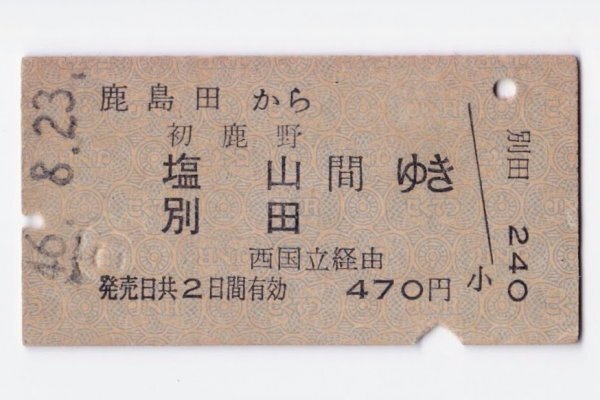 46. 8.23
鹿島田から
初鹿野
塩山間ゆき
別田
西国立経由
発売日共2日間有効 470円
小
別田 240